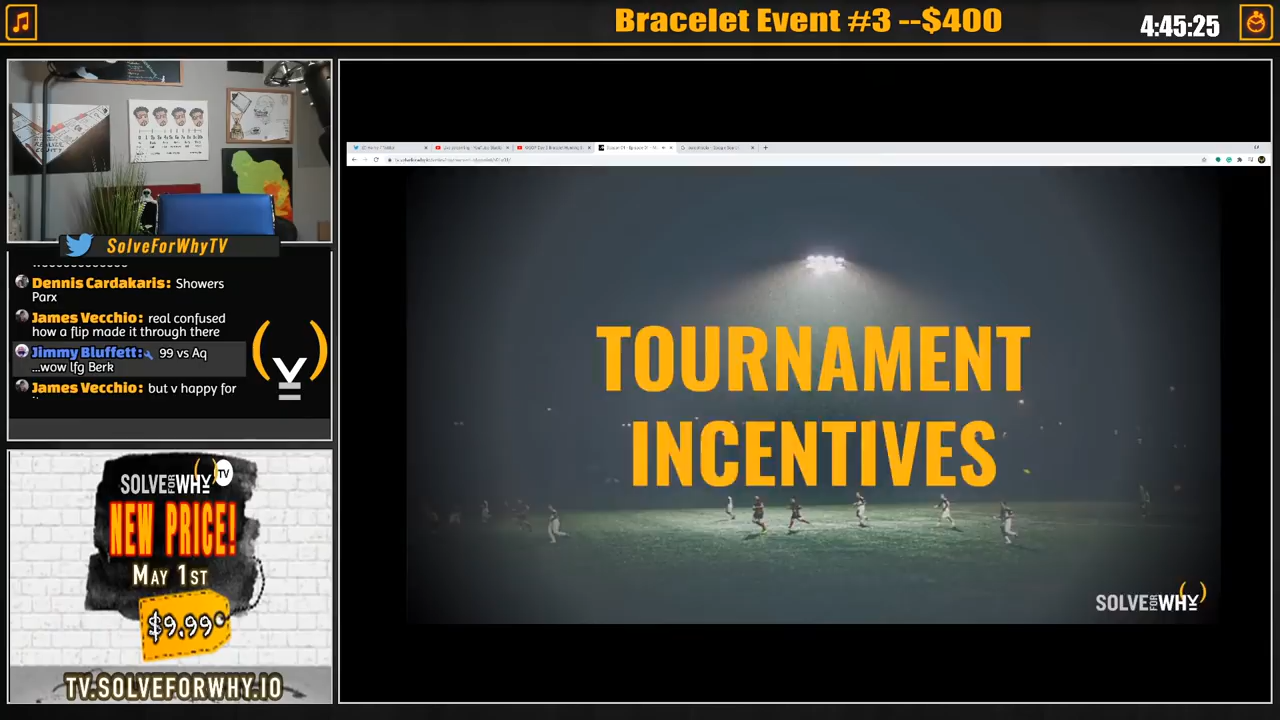 Bracelet Event #3 --$400
4:45:25
SolveForWhyTV
Dennis Cardakaris: Showers
Parx
James Vecchio: real confused
how a flip made it through there
Jimmy Bluffett: 99 vs Aq
...wow lfg Berk
James Vecchio: but v happy for
TOURNAMENT
INCENTIVES
SOLVE FOR WHY
SOLVE FOR WHY TV
NEW PRICE!
MAY 1ST
$9.99
TV.SOLVEFORWHY.IO